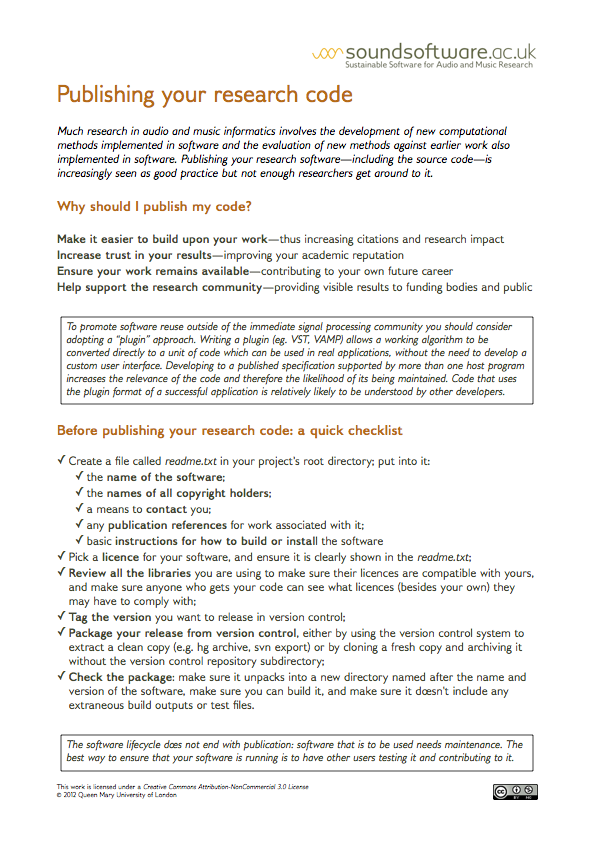 soundsoftware.ac.uk
Sustainable Software for Audio and Music Research
Publishing your research code
Much research in audio and music informatics involves the development of new computational
methods implemented in software and the evaluation of new methods against earlier work also
implemented in software. Publishing your research software—including the source code—is
increasingly seen as good practice but not enough researchers get around to it.
Why should I publish my code?
Make it easier to build upon your work—thus increasing citations and research impact
Increase trust in your results—improving your academic reputation
Ensure your work remains available—contributing to your own future career
Help support the research community—providing visible results to funding bodies and public
To promote software reuse outside of the immediate signal processing community you should consider
adopting a “plugin” approach. Writing a plugin (eg. VST, VAMP) allows a working algorithm to be
converted directly to a unit of code which can be used in real applications, without the need to develop a
custom user interface. Developing to a published specification supported by more than one host program
increases the relevance of the code and therefore the likelihood of its being maintained. Code that uses
the plugin format of a successful application is relatively likely to be understood by other developers.
Before publishing your research code: a quick checklist
✓ Create a file called readme.txt in your project's root directory; put into it:
✓ the name of the software;
✓ the names of all copyright holders;
✓ a means to contact you;
✓ any publication references for work associated with it;
✓ basic instructions for how to build or install the software
✓ Pick a licence for your software, and ensure it is clearly shown in the readme.txt;
✓ Review all the libraries you are using to make sure their licences are compatible with yours,
and make sure anyone who gets your code can see what licences (besides your own) they
may have to comply with;
✓ Tag the version you want to release in version control;
✓ Package your release from version control, either by using the version control system to
extract a clean copy (e.g. hg archive, svn export) or by cloning a fresh copy and archiving it
without the version control repository subdirectory;
✓ Check the package: make sure it unpacks into a new directory named after the name and
version of the software, make sure you can build it, and make sure it doesn't include any
extraneous build outputs or test files.
The software lifecycle does not end with publication: software that is to be used needs maintenance. The
best way to ensure that your software is running is to have other users testing it and contributing to it.
This work is licensed under a Creative Commons Attribution-NonCommercial 3.0 License
© 2012 Queen Mary University of London
cc
BY NC